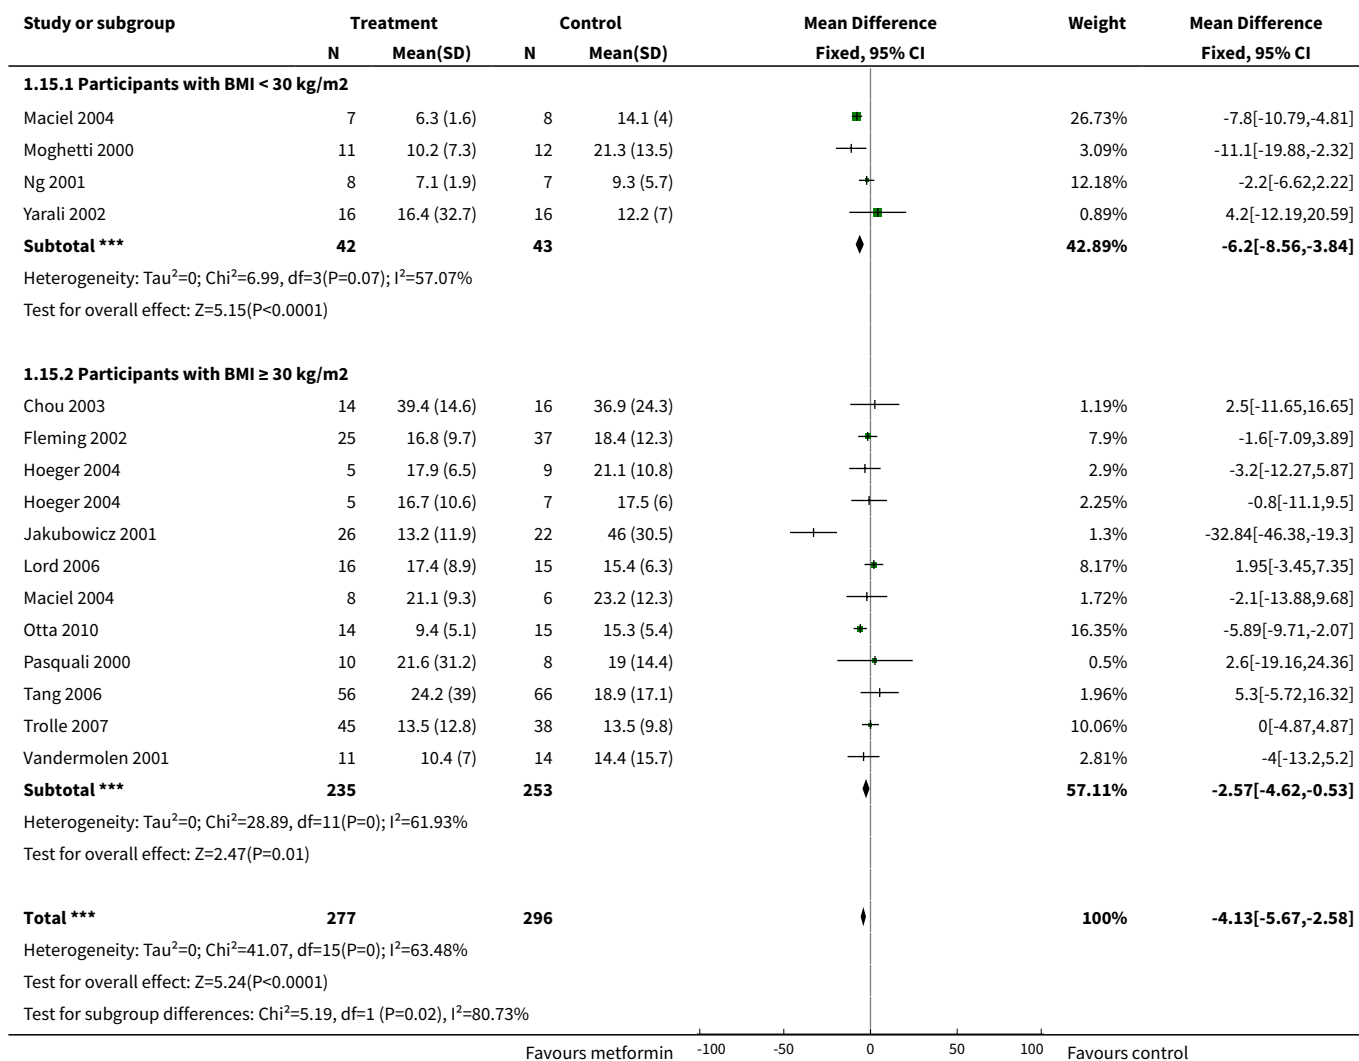 Study or subgroup Treatment Control Mean Difference Weight Mean Difference
N Mean(SD) N Mean(SD) Fixed, 95% CI Fixed, 95% CI
1.15.1 Participants with BMI < 30 kg/m2
Maciel 2004 7 6.3 (1.6) 8 14.1 (4) 26.73% -7.8[-10.79,-4.81]
Moghetti 2000 11 10.2 (7.3) 12 21.3 (13.5) 3.09% -11.1[-19.88,-2.32]
Ng 2001 8 7.1 (1.9) 7 9.3 (5.7) 12.18% -2.2[-6.62,2.22]
Yarali 2002 16 16.4 (32.7) 16 12.2 (7) 0.89% 4.2[-12.19,20.59]
Subtotal *** 42 43 42.89% -6.2[-8.56,-3.84]
Heterogeneity: Tau²=0; Chi²=6.99, df=3(P=0.07); I²=57.07%
Test for overall effect: Z=5.15(P<0.0001)
1.15.2 Participants with BMI ≥ 30 kg/m2
Chou 2003 14 39.4 (14.6) 16 36.9 (24.3) 1.19% 2.5[-11.65,16.65]
Fleming 2002 25 16.8 (9.7) 37 18.4 (12.3) 7.9% -1.6[-7.09,3.89]
Hoeger 2004 5 17.9 (6.5) 9 21.1 (10.8) 2.9% -3.2[-12.27,5.87]
Hoeger 2004 5 16.7 (10.6) 7 17.5 (6) 2.25% -0.8[-11.1,9.5]
Jakubowicz 2001 26 13.2 (11.9) 22 46 (30.5) 1.3% -32.84[-46.38,-19.3]
Lord 2006 16 17.4 (8.9) 15 15.4 (6.3) 8.17% 1.95[-3.45,7.35]
Maciel 2004 8 21.1 (9.3) 6 23.2 (12.3) 1.72% -2.1[-13.88,9.68]
Otta 2010 14 9.4 (5.1) 15 15.3 (5.4) 16.35% -5.89[-9.71,-2.07]
Pasquali 2000 10 21.6 (31.2) 8 19 (14.4) 0.5% 2.6[-19.16,24.36]
Tang 2006 56 24.2 (39) 66 18.9 (17.1) 1.96% 5.3[-5.72,16.32]
Trolle 2007 45 13.5 (12.8) 38 13.5 (9.8) 10.06% 0[-4.87,4.87]
Vandermolen 2001 11 10.4 (7) 14 14.4 (15.7) 2.81% -4[-13.2,5.2]
Subtotal *** 235 253 57.11% -2.57[-4.62,-0.53]
Heterogeneity: Tau²=0; Chi²=28.89, df=11(P=0); I²=61.93%
Test for overall effect: Z=2.47(P=0.01)
Total *** 277 296 100% -4.13[-5.67,-2.58]
Heterogeneity: Tau²=0; Chi²=41.07, df=15(P=0); I²=63.48%
Test for overall effect: Z=5.24(P<0.0001)
Test for subgroup differences: Chi²=5.19, df=1 (P=0.02), I²=80.73%
Favours metformin -100 -50 0 50 100 Favours control